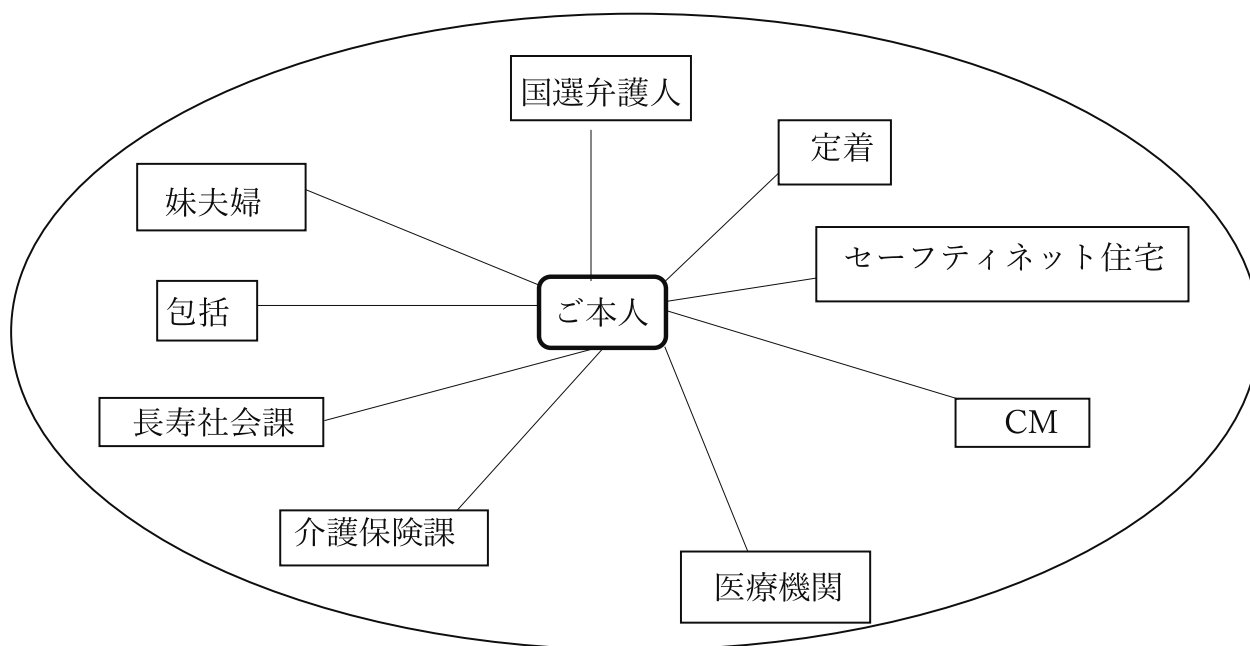 国選弁護人
定着
妹夫婦
セーフティネット住宅
包括
ご本人
長寿社会課
CM
介護保険課
医療機関